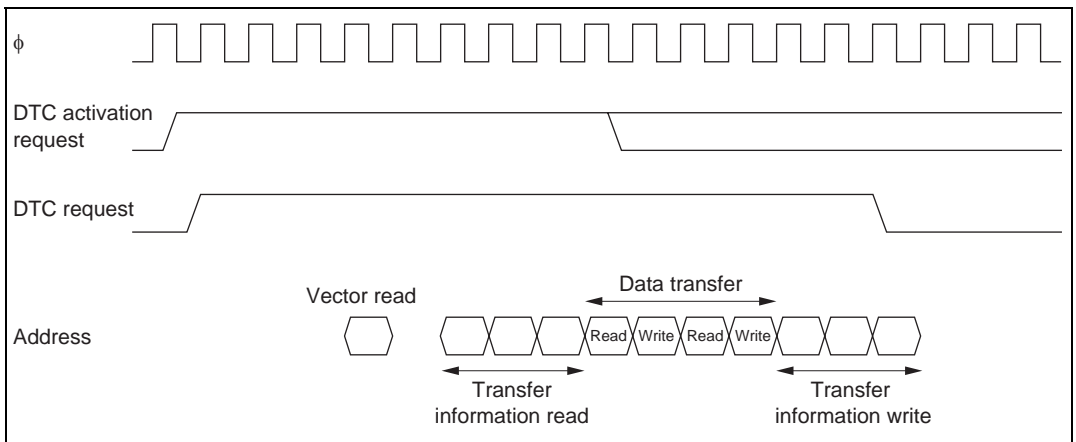 ϕ
DTC activation
request
DTC request
Vector read
Data transfer
Address
Read Write Read Write
Transfer
information read
Transfer
information write